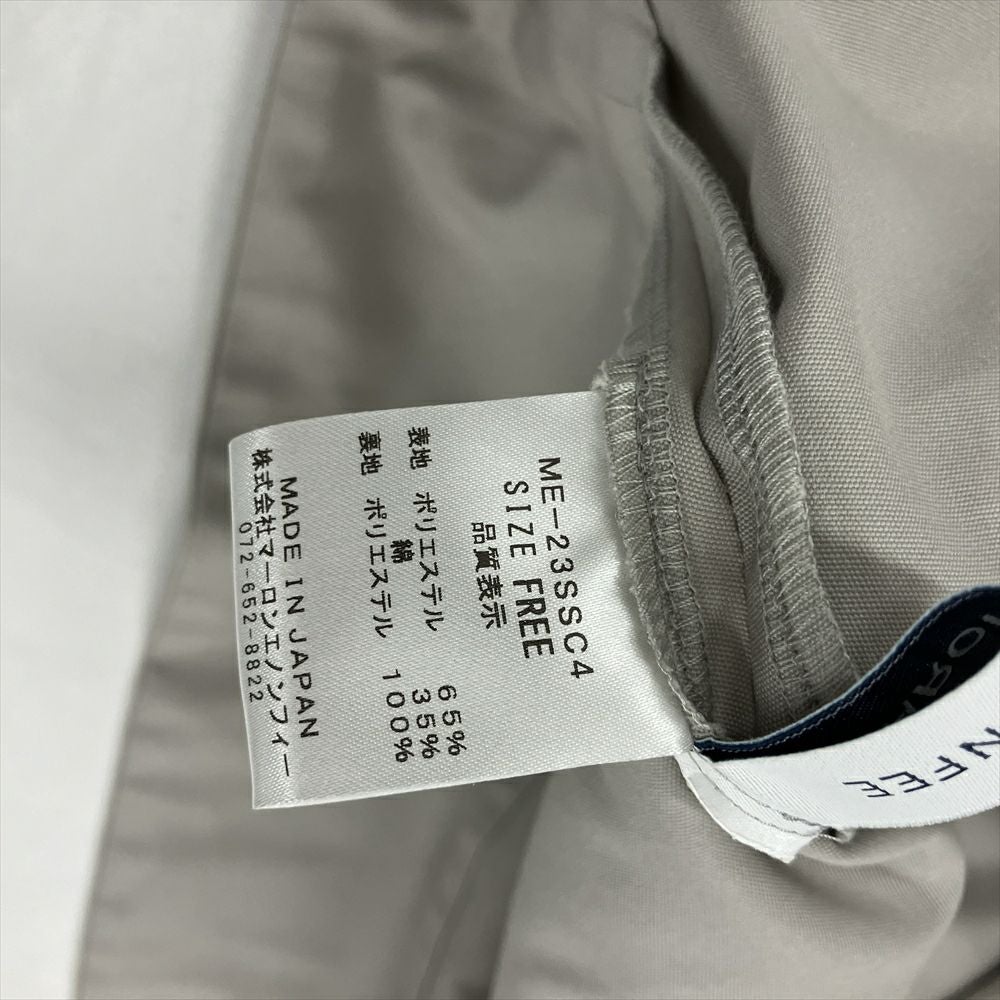 ME-23SSC4
SIZE FREE
品質表示
表地 ポリエステル 65%
綿 35%
裏地 ポリエステル 100%
MADE IN JAPAN
株式会社マーロンエノンフィー
072-652-8822
NFEE